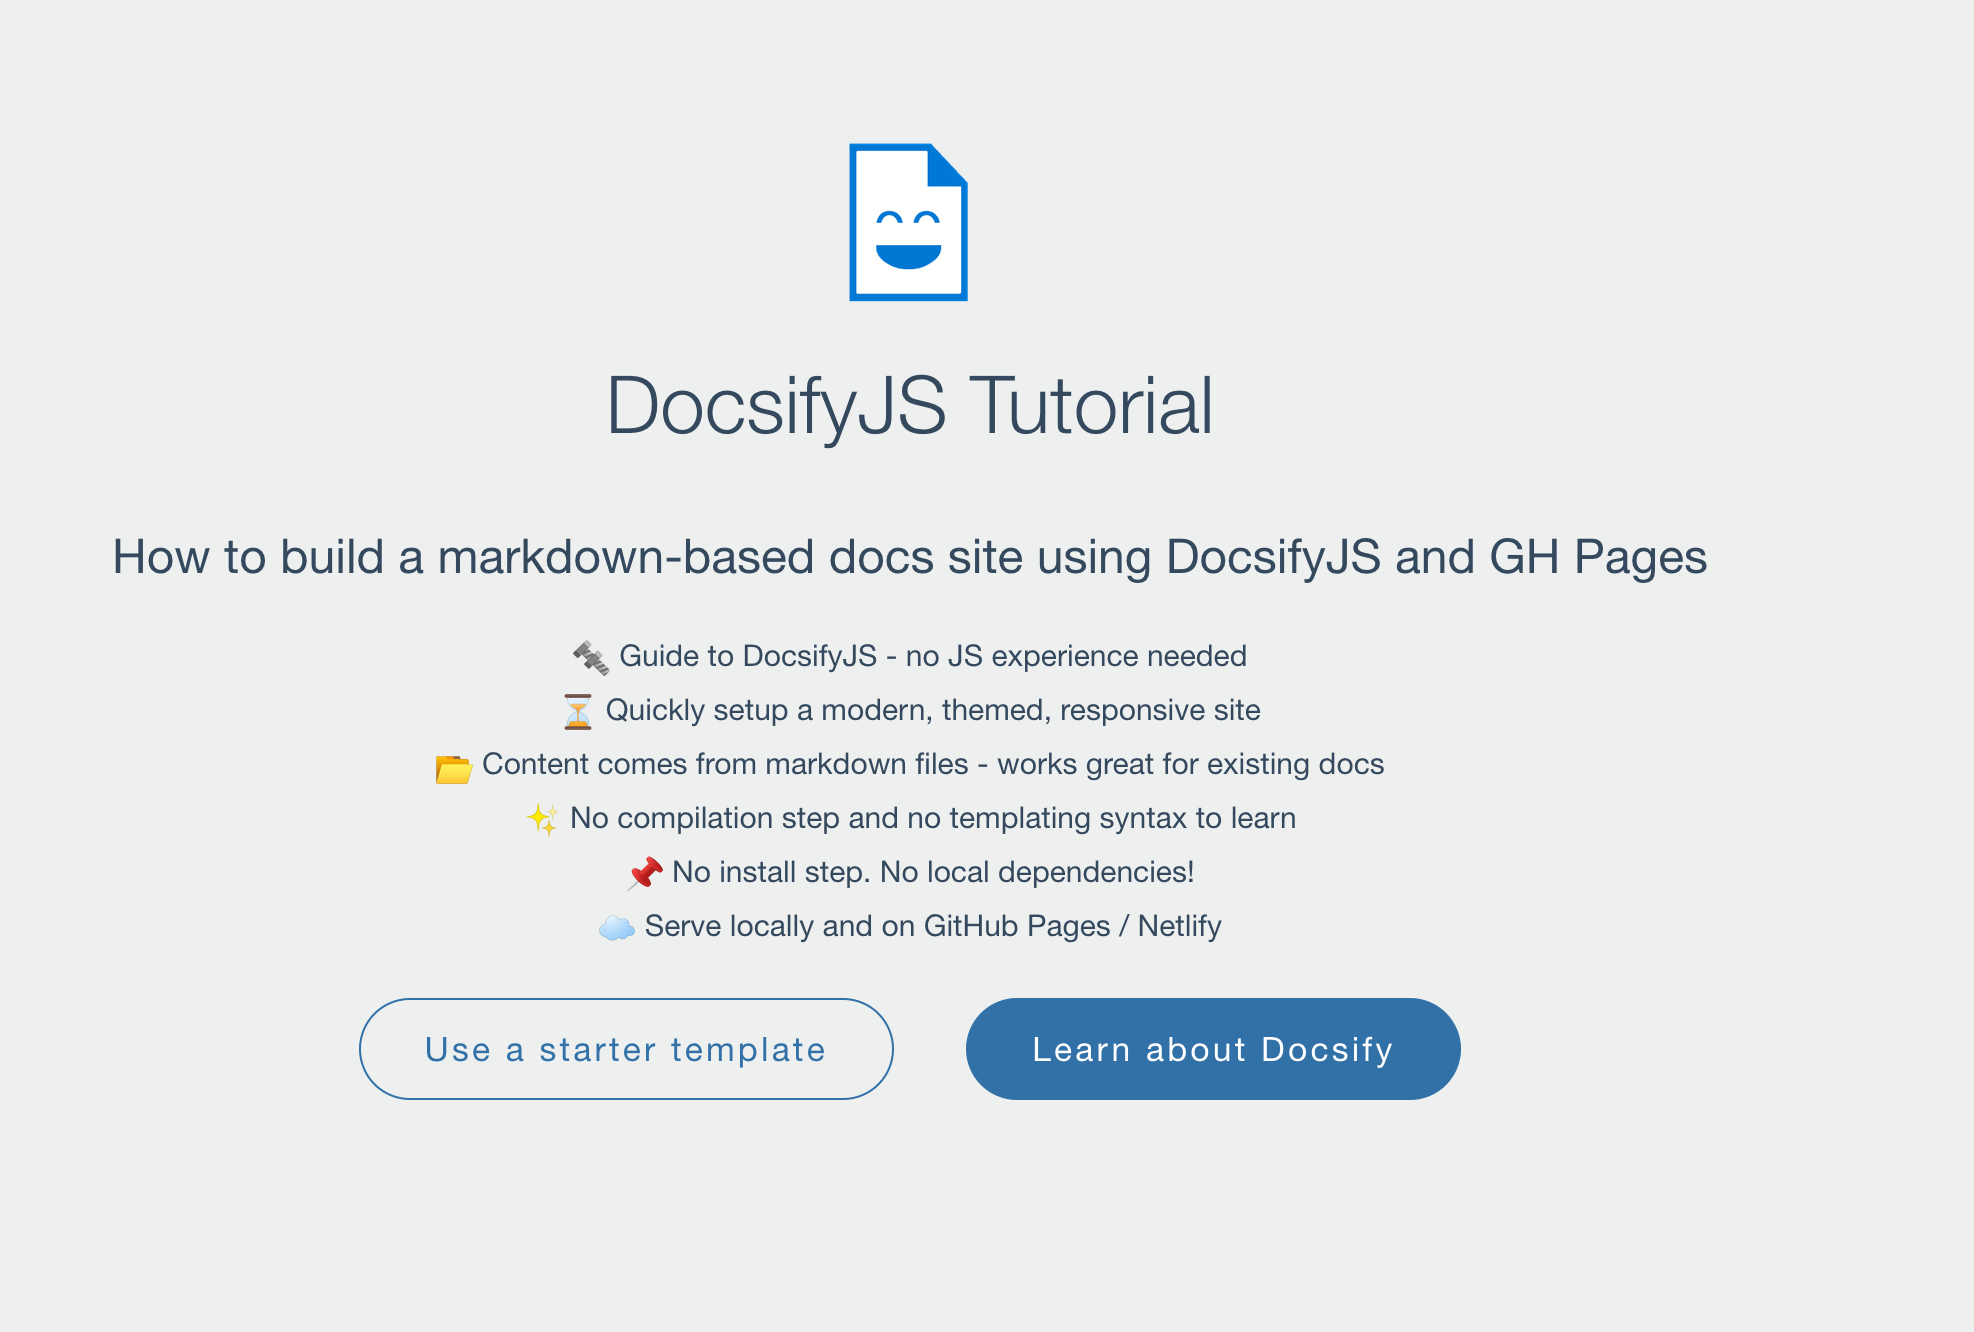 DocsifyJS Tutorial
How to build a markdown-based docs site using DocsifyJS and GH Pages
🔩 Guide to DocsifyJS - no JS experience needed
⏳ Quickly setup a modern, themed, responsive site
📂 Content comes from markdown files - works great for existing docs
✨ No compilation step and no templating syntax to learn
📌 No install step. No local dependencies!
☁️ Serve locally and on GitHub Pages / Netlify
Use a starter template
Learn about Docsify